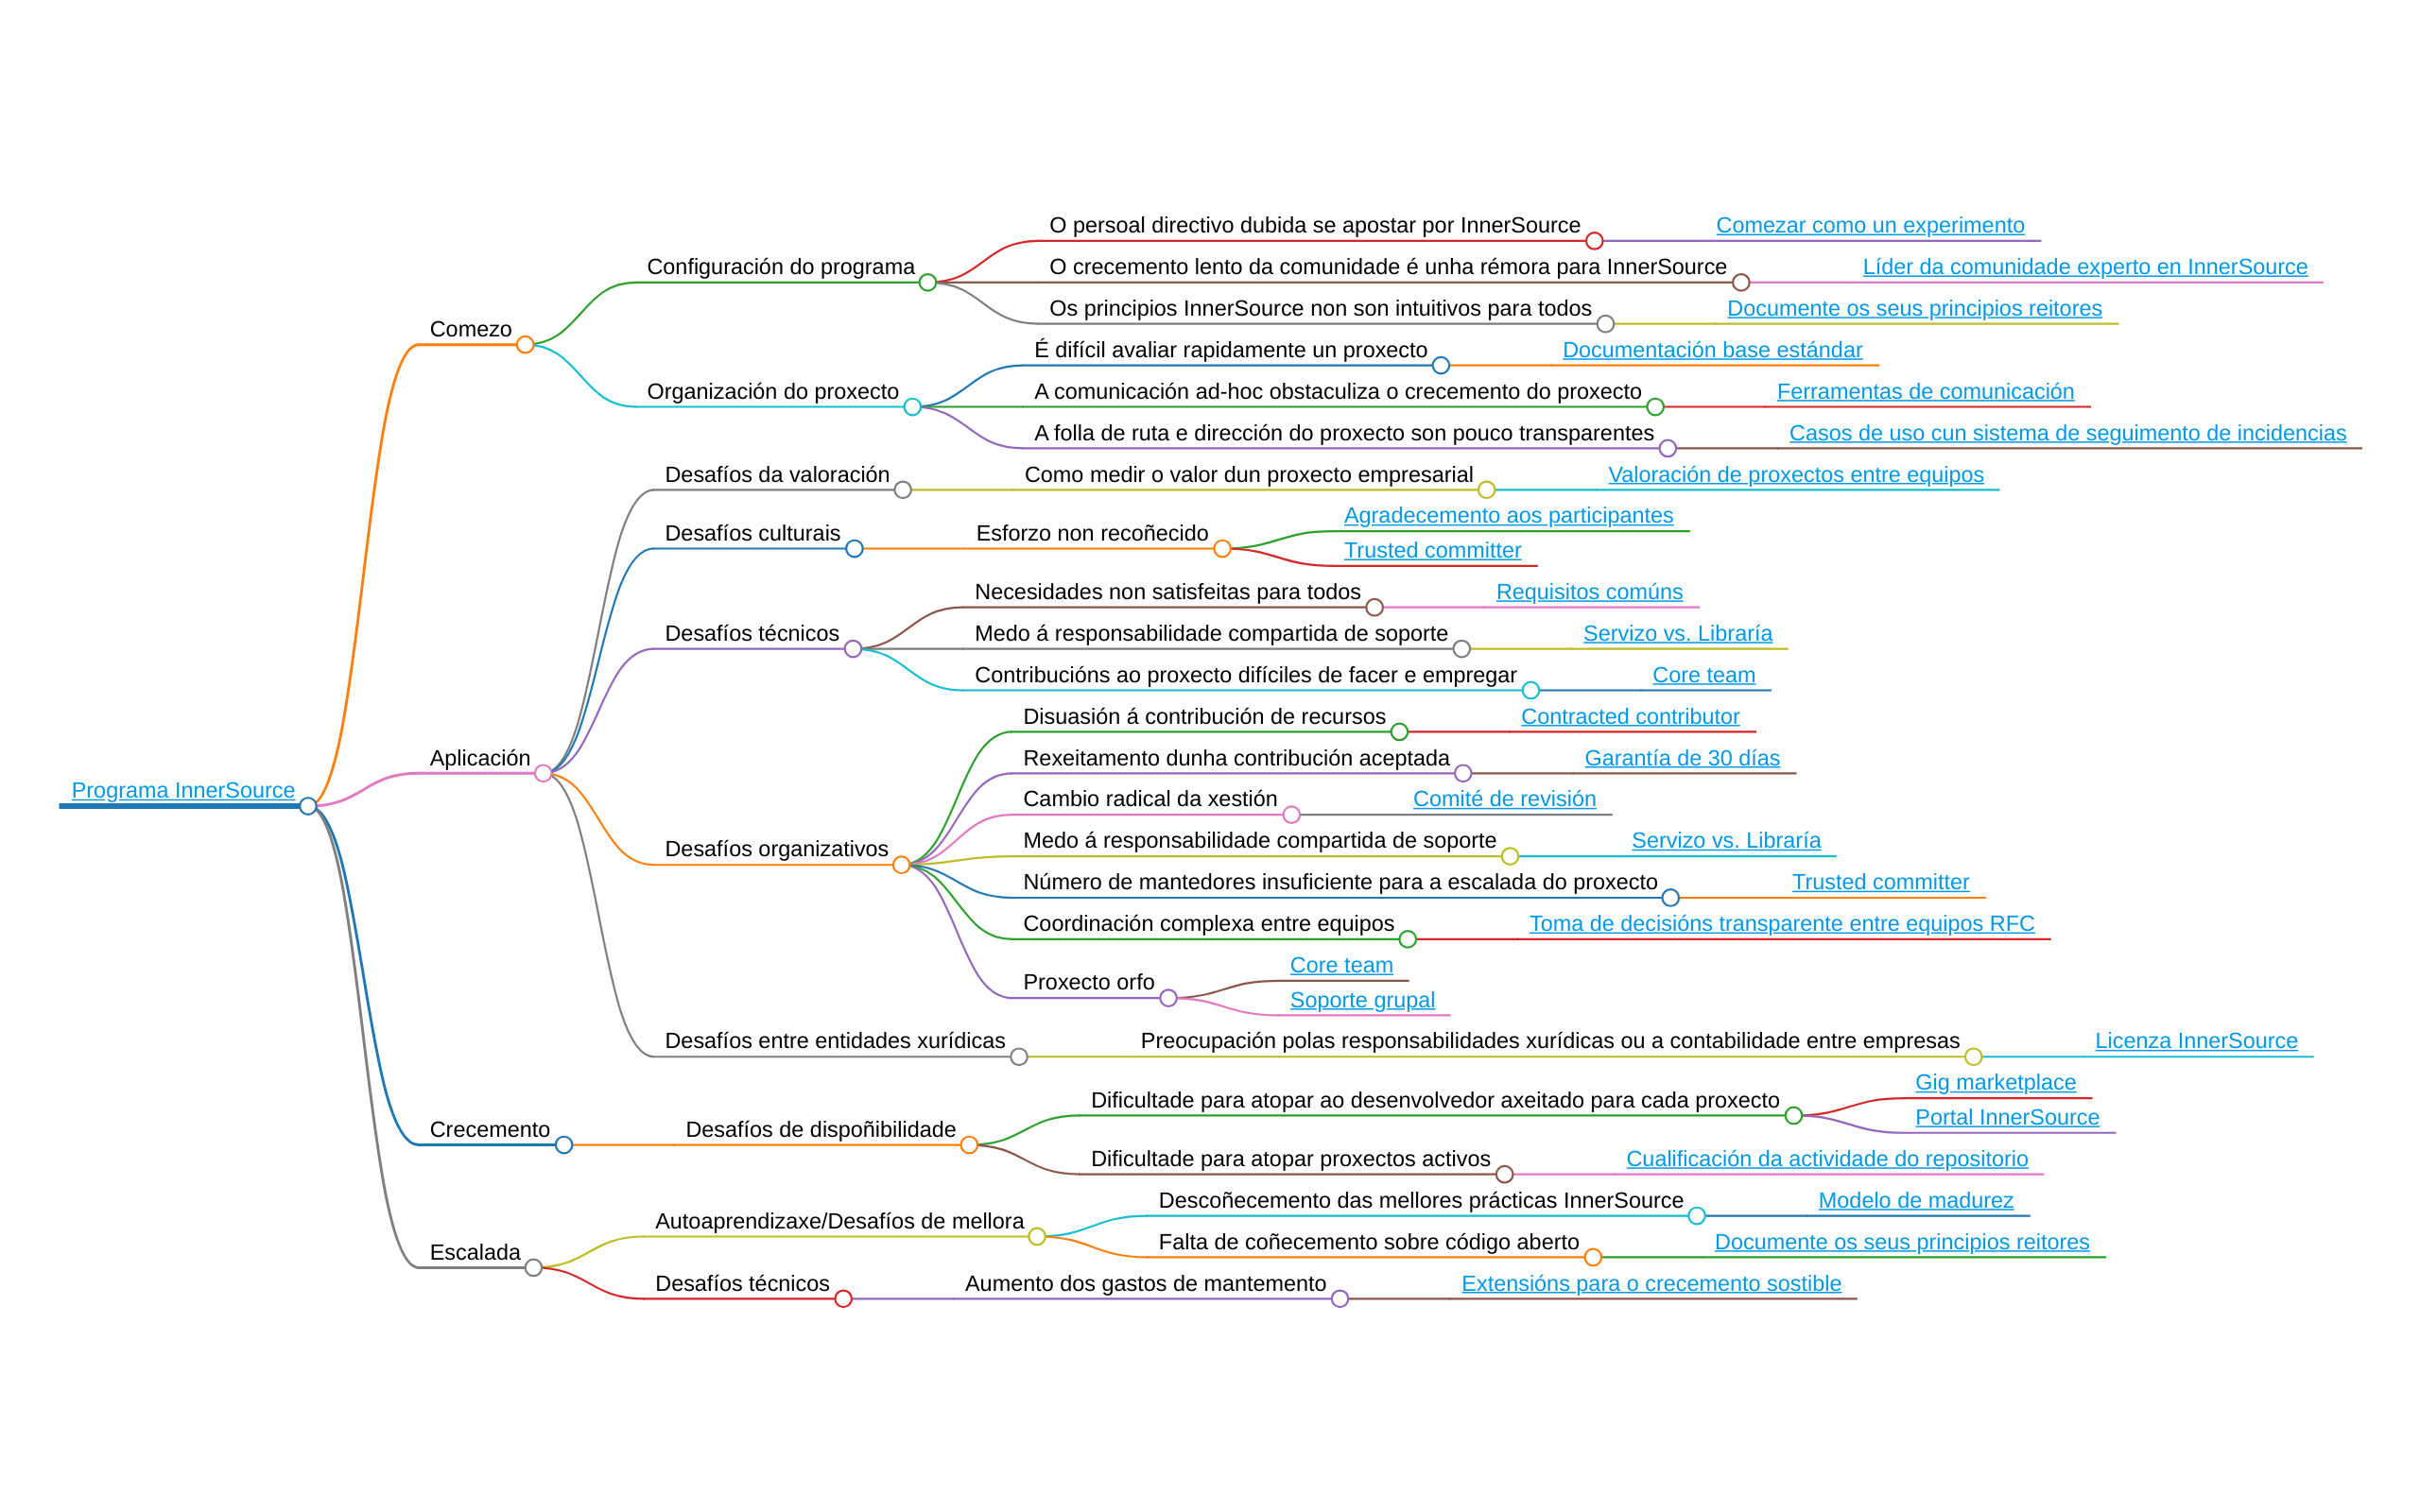 Programa InnerSource
Comezo
Configuración do programa
O persoal directivo dubida se apostar por InnerSource
Comezar como un experimento
O crecemento lento da comunidade é unha rémora para InnerSource
Líder da comunidade experto en InnerSource
Os principios InnerSource non son intuitivos para todos
Documente os seus principios reitores
Organización do proxecto
É difícil avaliar rapidamente un proxecto
Documentación base estándar
A comunicación ad-hoc obstaculiza o crecemento do proxecto
Ferramentas de comunicación
A folla de ruta e dirección do proxecto son pouco transparentes
Casos de uso cun sistema de seguimento de incidencias
Aplicación
Desafíos da valoración
Como medir o valor dun proxecto empresarial
Valoración de proxectos entre equipos
Desafíos culturais
Esforzo non recoñecido
Agradecemento aos participantes
Trusted committer
Desafíos técnicos
Necesidades non satisfeitas para todos
Requisitos comúns
Medo á responsabilidade compartida de soporte
Servizo vs. Libraría
Contribucións ao proxecto difíciles de facer e empregar
Core team
Desafíos organizativos
Disuasión á contribución de recursos
Contracted contributor
Rexeitamento dunha contribución aceptada
Garantía de 30 días
Cambio radical da xestión
Comité de revisión
Medo á responsabilidade compartida de soporte
Servizo vs. Libraría
Número de mantedores insuficiente para a escalada do proxecto
Trusted committer
Coordinación complexa entre equipos
Toma de decisións transparente entre equipos RFC
Proxecto orfo
Core team
Soporte grupal
Desafíos entre entidades xurídicas
Preocupación polas responsabilidades xurídicas ou a contabilidade entre empresas
Licenza InnerSource
Crecemento
Desafíos de dispoñibilidade
Dificultade para atopar ao desenvolvedor axeitado para cada proxecto
Gig marketplace
Portal InnerSource
Dificultade para atopar proxectos activos
Cualificación da actividade do repositorio
Escalada
Autoaprendizaxe/Desafíos de mellora
Descoñecemento das mellores prácticas InnerSource
Modelo de madurez
Falta de coñecemento sobre código aberto
Documente os seus principios reitores
Desafíos técnicos
Aumento dos gastos de mantemento
Extensións para o crecemento sostible